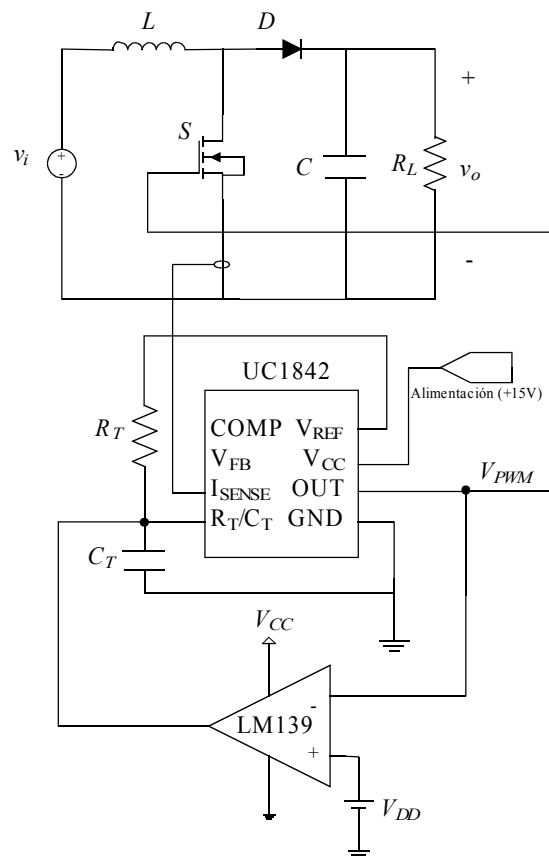 L
D
+
S
v_i
+
-
C
R_L
v_o
-
UC1842
Alimentación (+15V)
R_T
COMP V_REF
V_FB V_CC
I_SENSE OUT
R_T/C_T GND
V_PWM
C_T
V_CC
-
LM139
+
V_DD